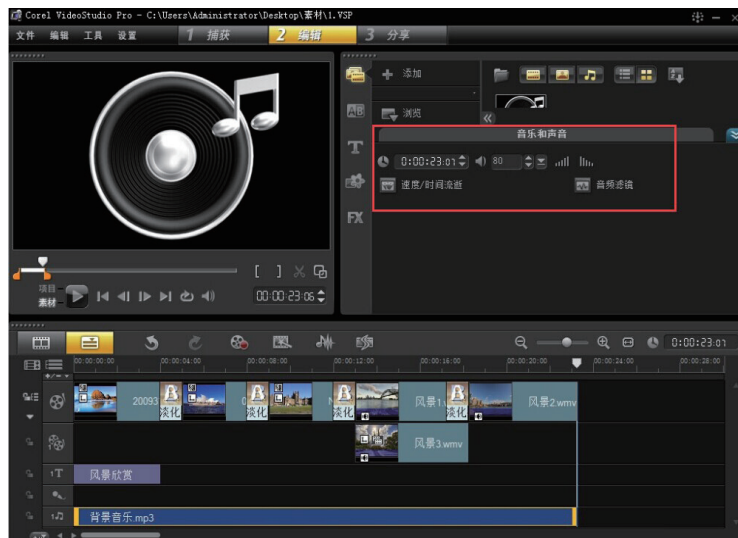 Corel VideoStudio Pro - C:\Users\Administrator\Desktop\素材\1.VSP
文件 编辑 工具 设置 1 捕获 2 编辑 3 分享
添加
浏览
AB
T
FX
音乐和声音
0:00:23:01 80
速度/时间流逝 音频滤镜
项目
素材
00:00:23:06
0:00:23:01
00:00:00:00 00:00:04:00 00:00:08:00 00:00:12:00 00:00:16:00 00:00:20:00 00:00:24:00 00:00:28:00
20093 淡化 淡化 淡化 风景1 淡化 风景2.wmv
风景3.wmv
1T 风景欣赏
背景音乐.mp3